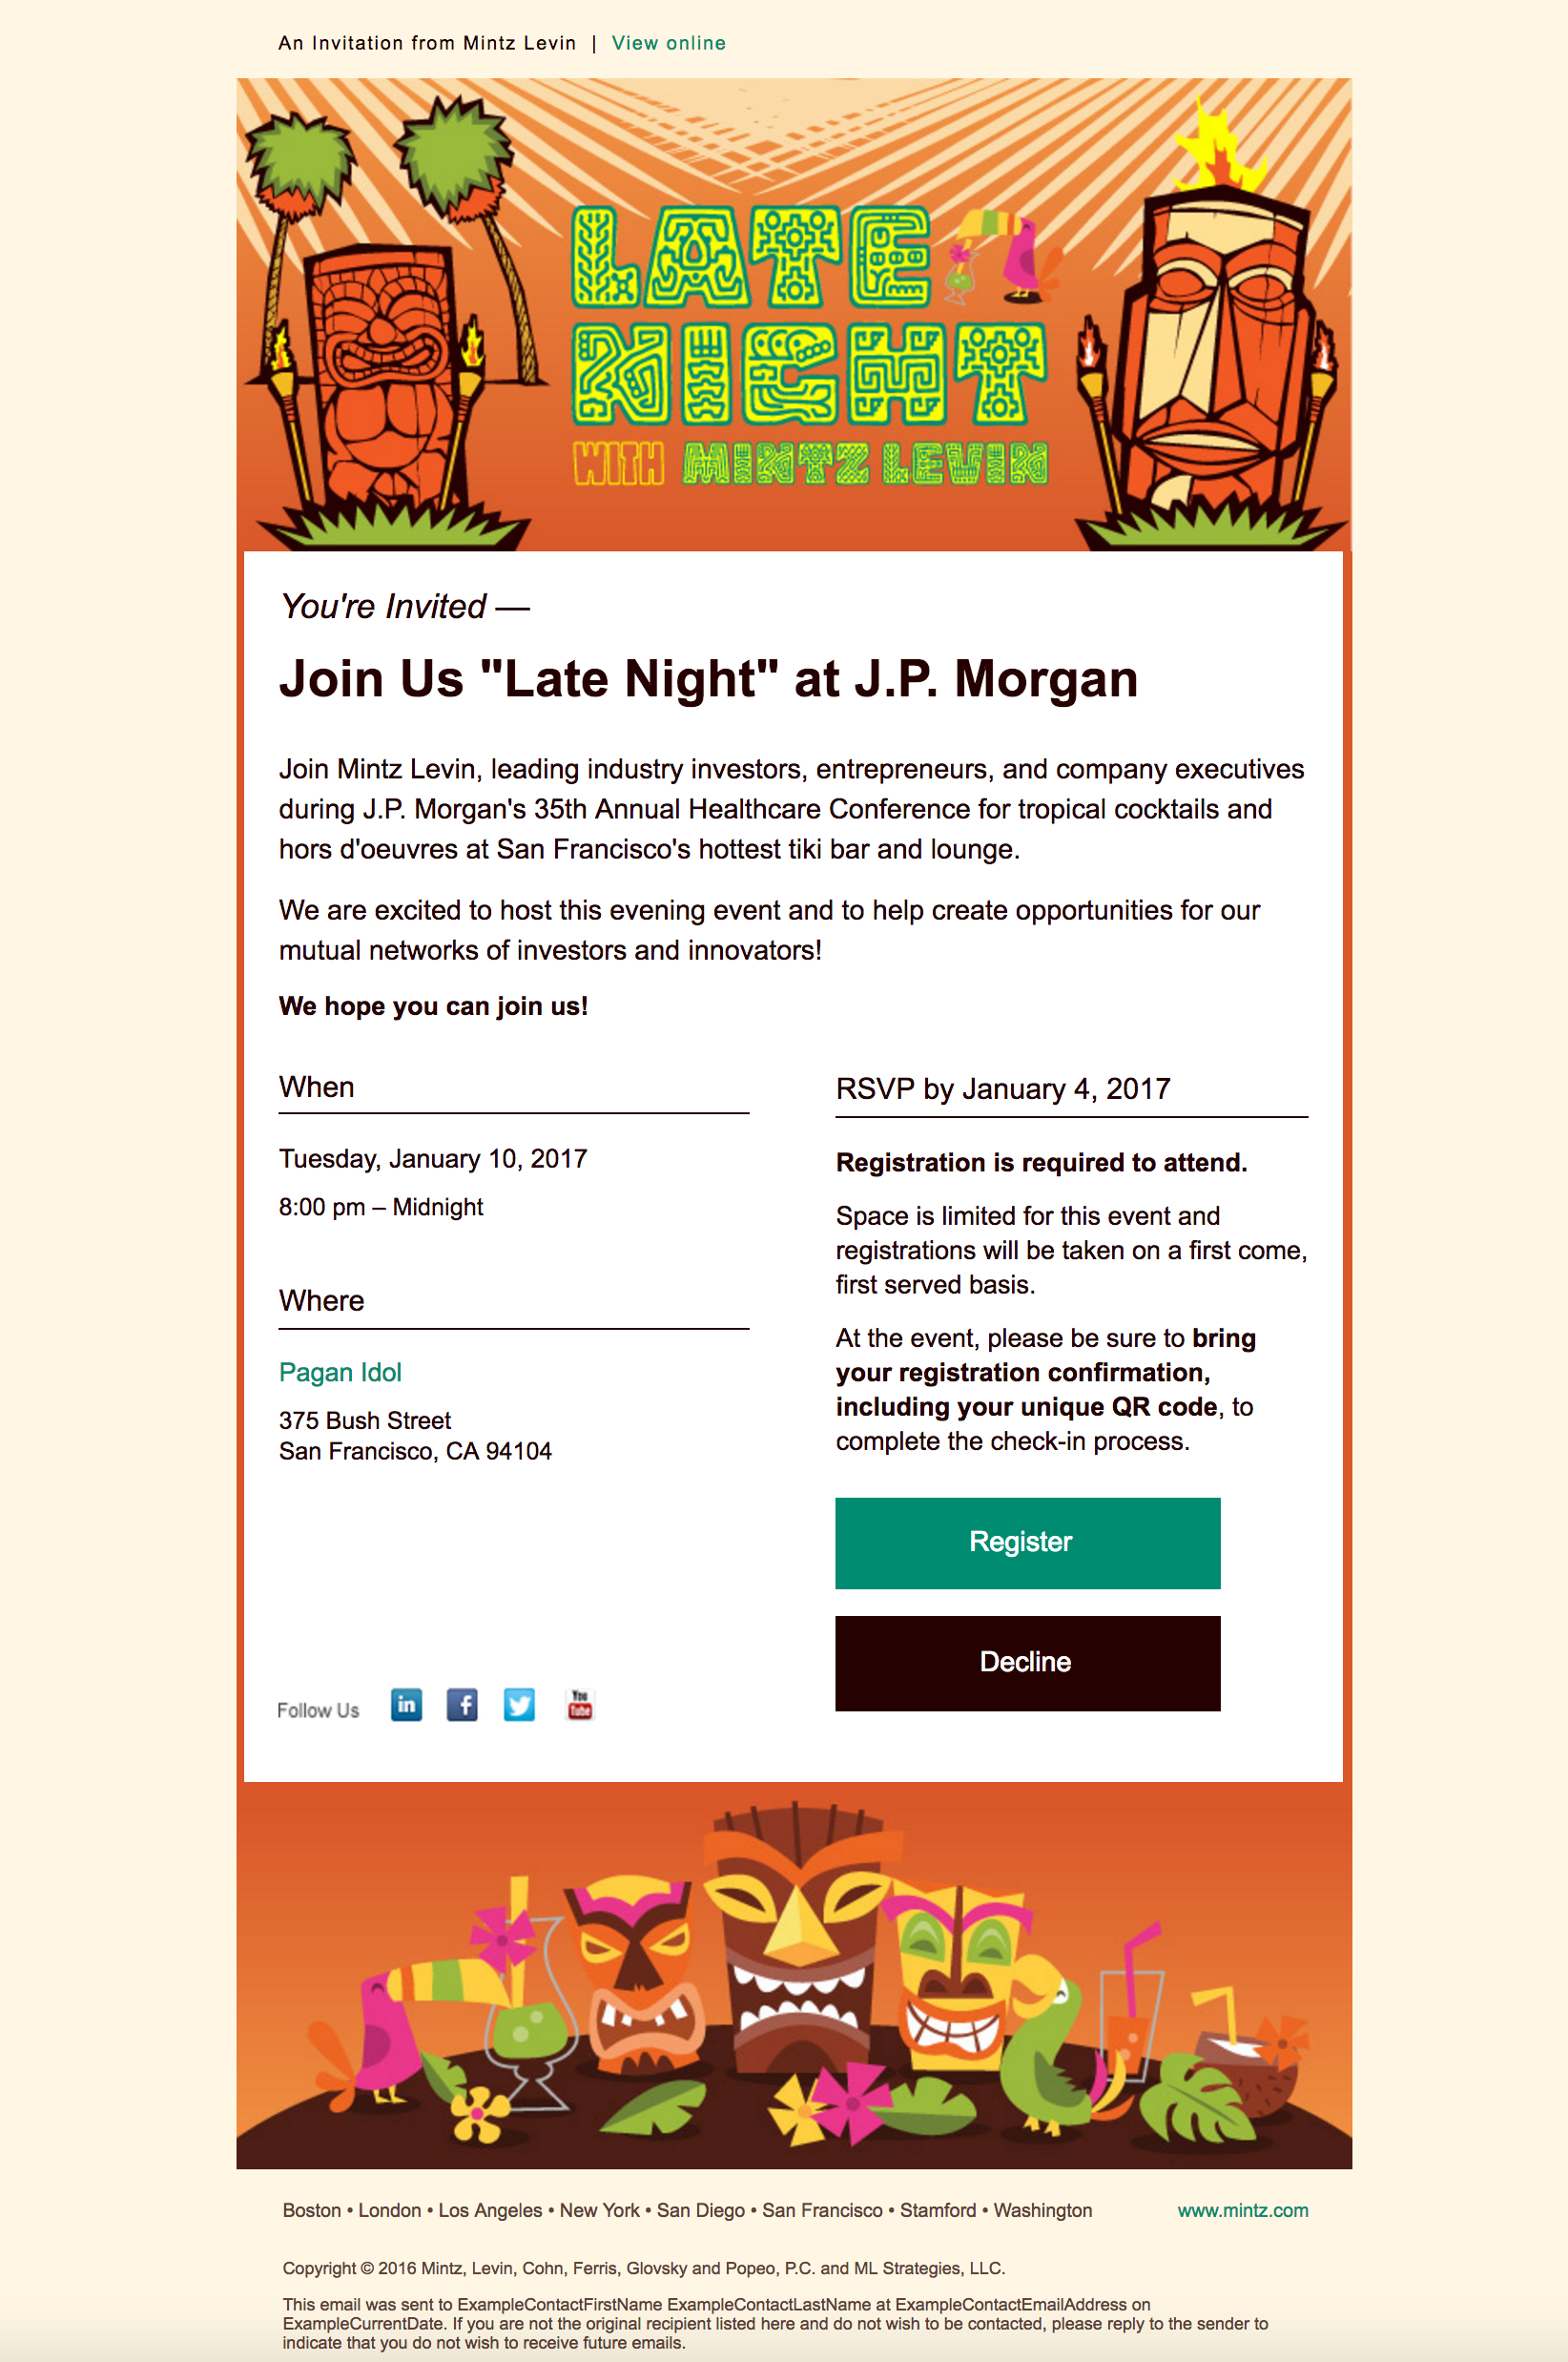 An Invitation from Mintz Levin | View online
LATE
NIGHT
WITH MINTZ LEVIN
You're Invited —
Join Us "Late Night" at J.P. Morgan
Join Mintz Levin, leading industry investors, entrepreneurs, and company executives
during J.P. Morgan's 35th Annual Healthcare Conference for tropical cocktails and
hors d'oeuvres at San Francisco's hottest tiki bar and lounge.
We are excited to host this evening event and to help create opportunities for our
mutual networks of investors and innovators!
We hope you can join us!
When
Tuesday, January 10, 2017
8:00 pm – Midnight
Where
Pagan Idol
375 Bush Street
San Francisco, CA 94104
RSVP by January 4, 2017
Registration is required to attend.
Space is limited for this event and
registrations will be taken on a first come,
first served basis.
At the event, please be sure to bring
your registration confirmation,
including your unique QR code, to
complete the check-in process.
Register
Decline
Follow Us in f You Tube
Boston • London • Los Angeles • New York • San Diego • San Francisco • Stamford • Washington www.mintz.com
Copyright © 2016 Mintz, Levin, Cohn, Ferris, Glovsky and Popeo, P.C. and ML Strategies, LLC.
This email was sent to ExampleContactFirstName ExampleContactLastName at ExampleContactEmailAddress on
ExampleCurrentDate. If you are not the original recipient listed here and do not wish to be contacted, please reply to the sender to
indicate that you do not wish to receive future emails.